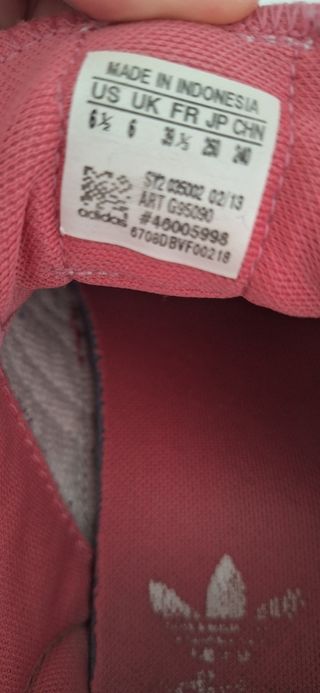 MADE IN INDONESIA
US UK FR JP CHN
6½ 6 39⅓ 250 240
SY2 035002 02/13
ART G95090
#46005998
adidas
6708DBVF00218